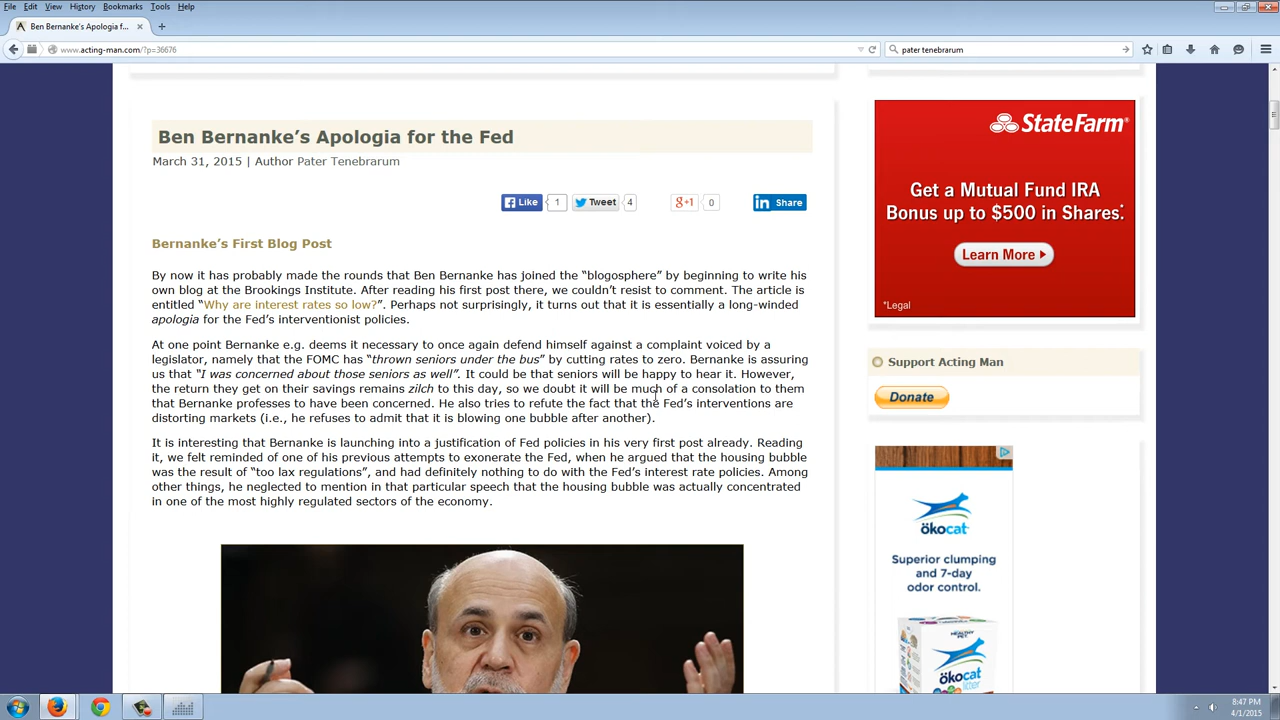 File Edit View History Bookmarks Tools Help
Ben Bernanke's Apologia f...
www.acting-man.com/?p=36676
pater tenebrarum
Ben Bernanke’s Apologia for the Fed
March 31, 2015 | Author Pater Tenebrarum
Like 1 Tweet 4 g+1 0 in Share
Bernanke’s First Blog Post
By now it has probably made the rounds that Ben Bernanke has joined the “blogosphere” by beginning to write his
own blog at the Brookings Institute. After reading his first post there, we couldn’t resist to comment. The article is
entitled “Why are interest rates so low?”. Perhaps not surprisingly, it turns out that it is essentially a long-winded
apologia for the Fed’s interventionist policies.
At one point Bernanke e.g. deems it necessary to once again defend himself against a complaint voiced by a
legislator, namely that the FOMC has “thrown seniors under the bus” by cutting rates to zero. Bernanke is assuring
us that “I was concerned about those seniors as well”. It could be that seniors will be happy to hear it. However,
the return they get on their savings remains zilch to this day, so we doubt it will be much of a consolation to them
that Bernanke professes to have been concerned. He also tries to refute the fact that the Fed’s interventions are
distorting markets (i.e., he refuses to admit that it is blowing one bubble after another).
It is interesting that Bernanke is launching into a justification of Fed policies in his very first post already. Reading
it, we felt reminded of one of his previous attempts to exonerate the Fed, when he argued that the housing bubble
was the result of “too lax regulations”, and had definitely nothing to do with the Fed’s interest rate policies. Among
other things, he neglected to mention in that particular speech that the housing bubble was actually concentrated
in one of the most highly regulated sectors of the economy.
StateFarm®
Get a Mutual Fund IRA
Bonus up to $500 in Shares.*
Learn More
*Legal
Support Acting Man
Donate
ökocat
Superior clumping
and 7-day
odor control.
HEALTHY
PET
ökocat
litter
8:47 PM
4/1/2015